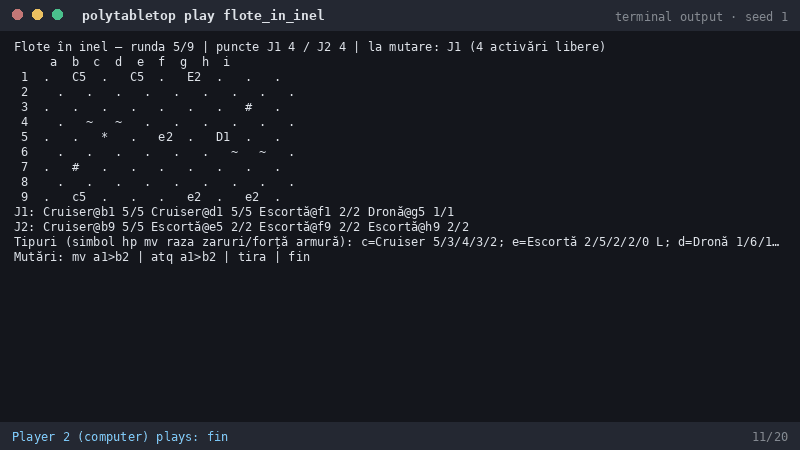 polytabletop play flote_in_inel
terminal output · seed 1
Flote în inel — runda 5/9 | puncte J1 4 / J2 4 | la mutare: J1 (4 activări libere)
a b c d e f g h i
1 . C5 . C5 . E2 . . .
2 . . . . . . . . .
3 . . . . . . . # .
4 . ~ ~ . . . . . .
5 . . * . e2 . D1 . .
6 . . . . . . ~ ~ .
7 . # . . . . . . .
8 . . . . . . . . .
9 . c5 . . . e2 . e2 .
J1: Cruiser@b1 5/5 Cruiser@d1 5/5 Escortă@f1 2/2 Dronă@g5 1/1
J2: Cruiser@b9 5/5 Escortă@e5 2/2 Escortă@f9 2/2 Escortă@h9 2/2
Tipuri (simbol hp mv raza zaruri/forță armură): c=Cruiser 5/3/4/3/2; e=Escortă 2/5/2/2/0 L; d=Dronă 1/6/1…
Mutări: mv a1>b2 | atq a1>b2 | tira | fin
Player 2 (computer) plays: fin
11/20